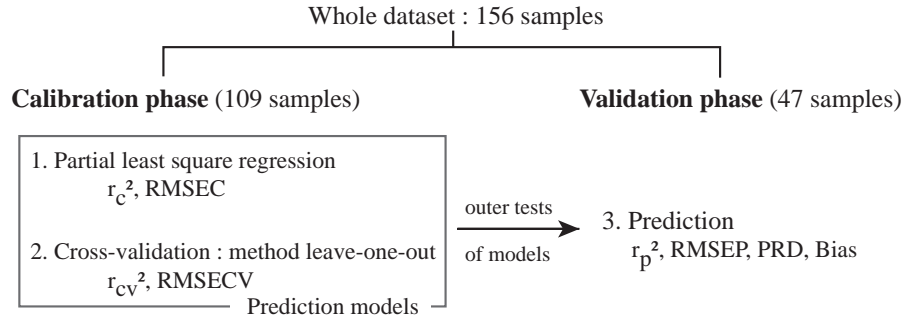 Whole dataset : 156 samples
Calibration phase (109 samples)
Validation phase (47 samples)
1. Partial least square regression
r_c², RMSEC
2. Cross-validation : method leave-one-out
r_cv², RMSECV
Prediction models
outer tests
of models
3. Prediction
r_p², RMSEP, PRD, Bias